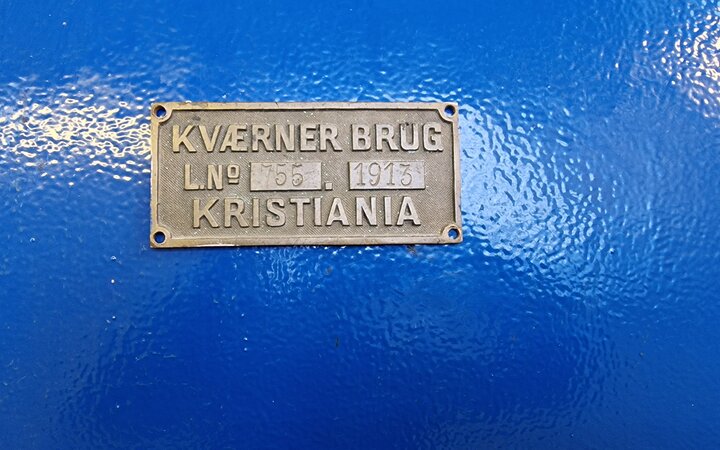 KVÆRNER BRUG
L.Nº 755. 1913
KRISTIANIA